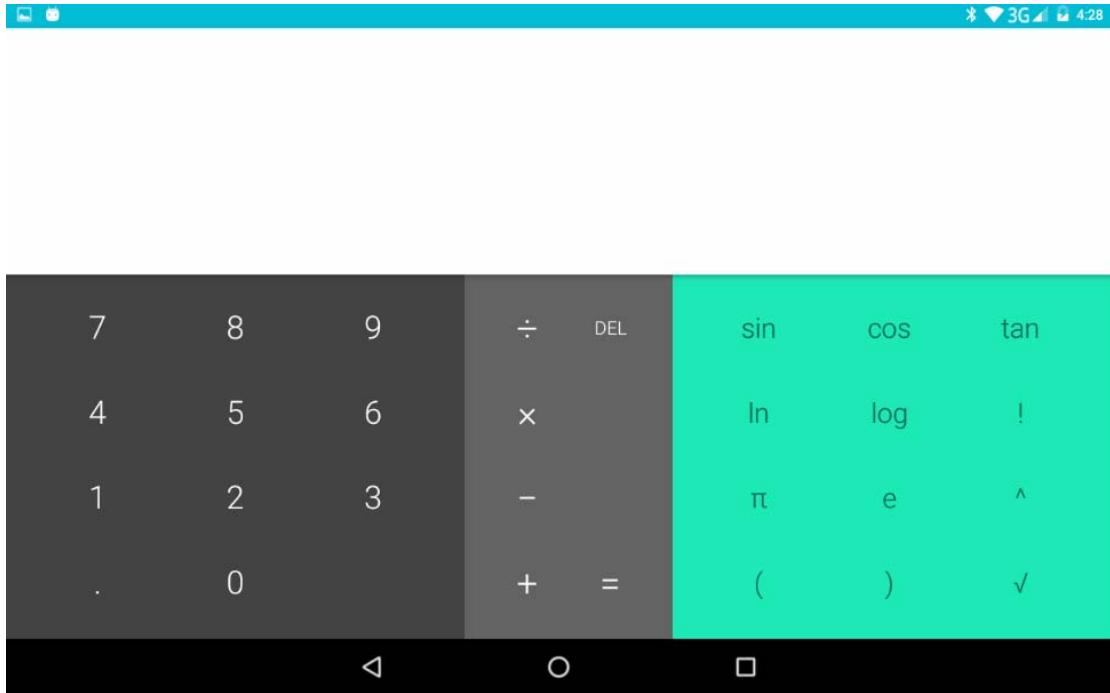 3G 4:28
7 8 9 ÷ DEL sin cos tan
4 5 6 × ln log !
1 2 3 − π e ^
. 0 + = ( ) √